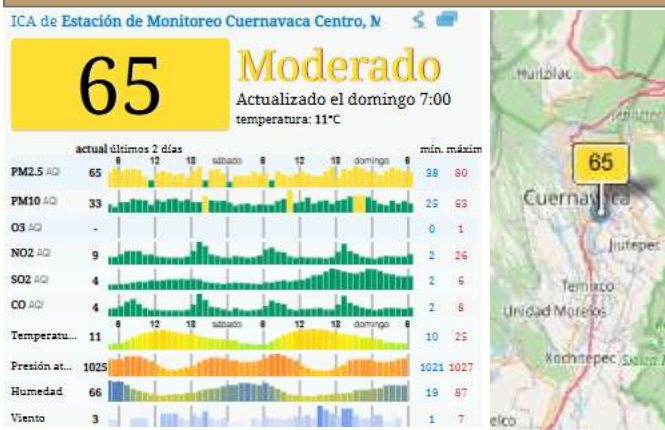 ICA de Estación de Monitoreo Cuernavaca Centro, M
65 Moderado
Actualizado el domingo 7:00
temperatura: 11°C
actual últimos 2 días mín. máxim
6 12 18 sábado 6 12 18 domingo 6
PM2.5 AQI 65 38 80
PM10 AQI 33 25 63
O3 AQI - 0 1
NO2 AQI 9 2 26
SO2 AQI 4 2 6
CO AQI 4 2 8
6 12 18 sábado 6 12 18 domingo 6
Temperatu... 11 10 25
Presión at... 1025 1021 1027
Humedad 66 19 87
Viento 3 1 7
Huitzilac
65
Cuernavaca
Jiutepec
Temixco
Unidad Morelos
Xochitepec
elco